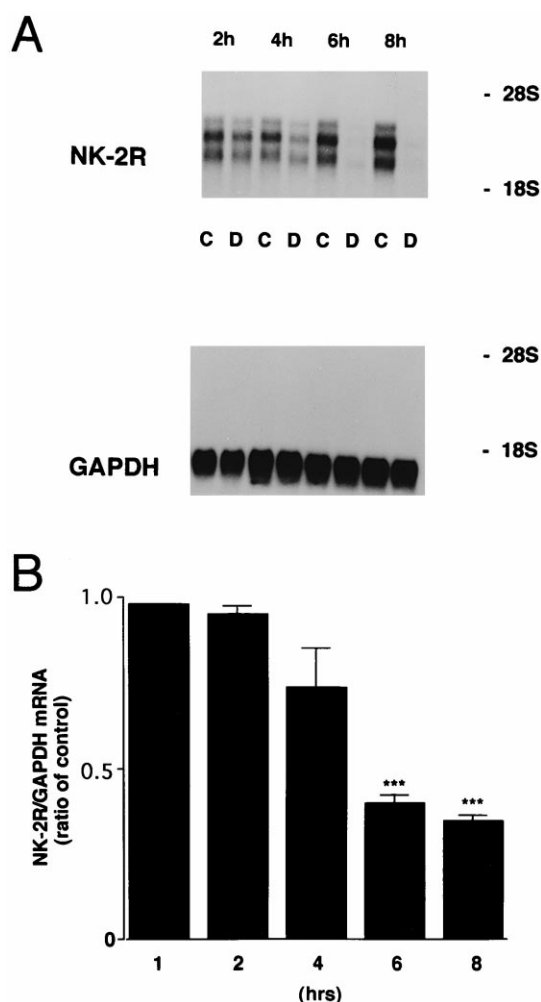 A
2h 4h 6h 8h
- 28S
NK-2R
- 18S
C D C D C D C D
- 28S
- 18S
GAPDH
B
1.0
0.5
0
NK-2R/GAPDH mRNA
(ratio of control)
*** ***
1 2 4 6 8
(hrs)